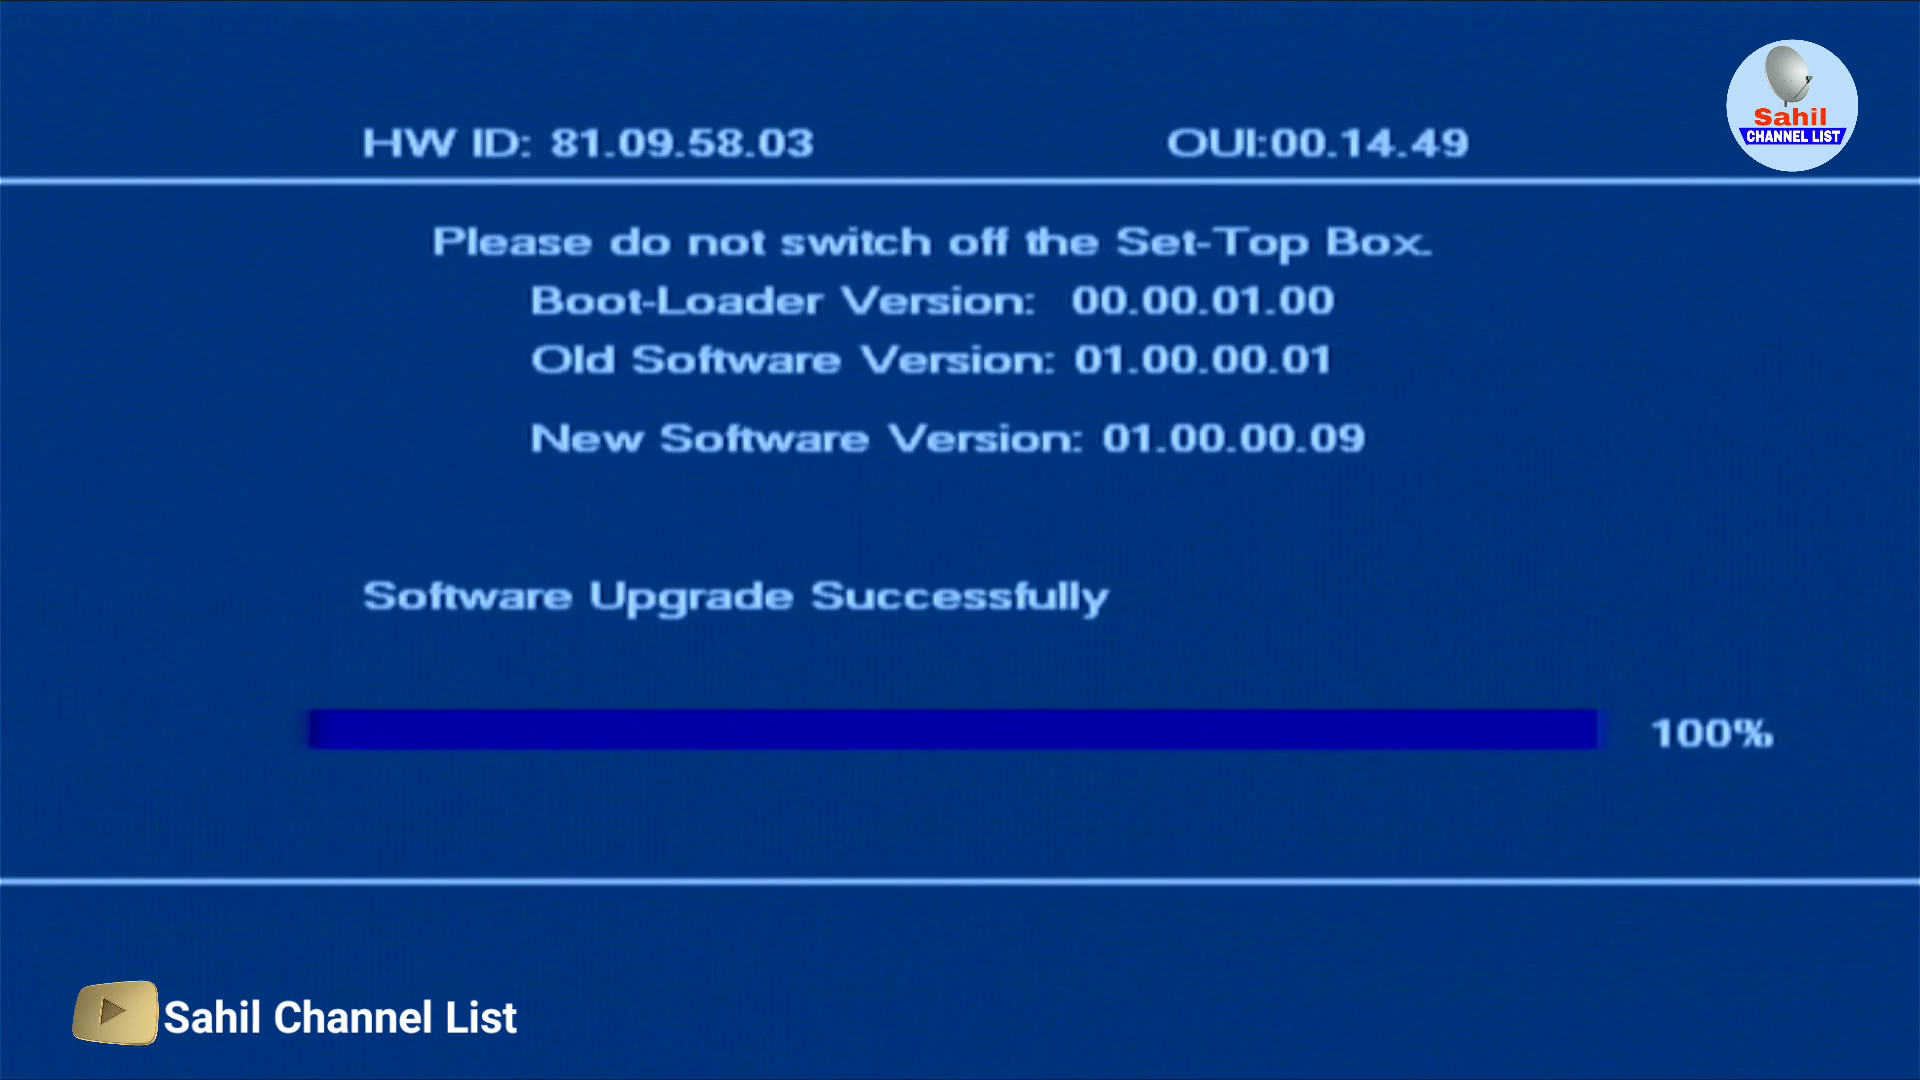 HW ID: 81.09.58.03 OUI:00.14.49
Sahil
CHANNEL LIST
Please do not switch off the Set-Top Box.
Boot-Loader Version: 00.00.01.00
Old Software Version: 01.00.00.01
New Software Version: 01.00.00.09
Software Upgrade Successfully
100%
Sahil Channel List